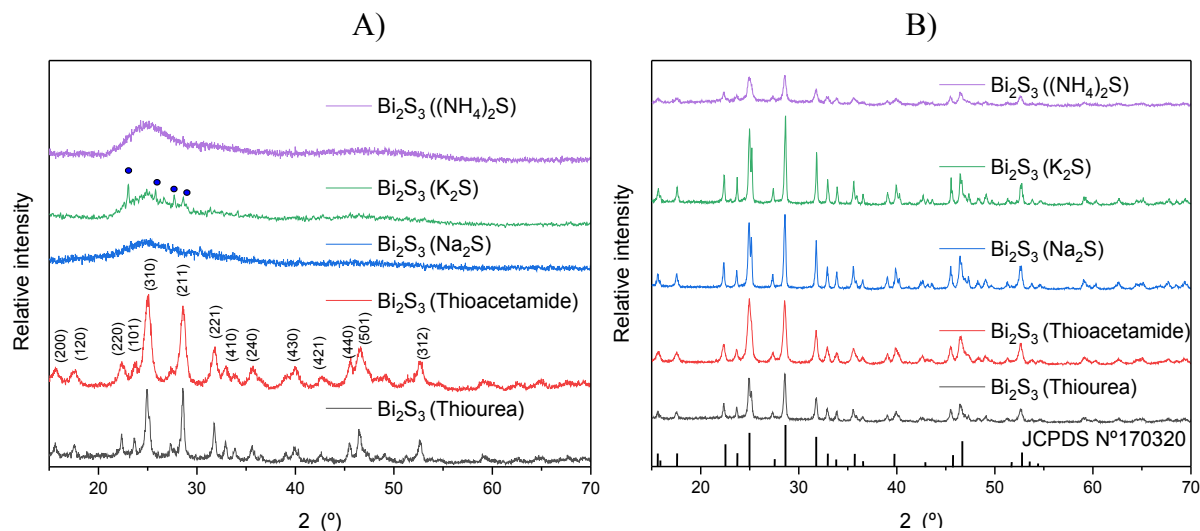 A)
Relative intensity
Bi₂S₃ ((NH₄)₂S)
Bi₂S₃ (K₂S)
Bi₂S₃ (Na₂S)
Bi₂S₃ (Thioacetamide)
(200)
(120)
(220)
(101)
(310)
(211)
(221)
(410)
(240)
(430)
(421)
(440)
(501)
(312)
Bi₂S₃ (Thiourea)
20 30 40 50 60 70
2 (º)
B)
Relative intensity
Bi₂S₃ ((NH₄)₂S)
Bi₂S₃ (K₂S)
Bi₂S₃ (Na₂S)
Bi₂S₃ (Thioacetamide)
Bi₂S₃ (Thiourea)
JCPDS Nº170320
20 30 40 50 60 70
2 (º)